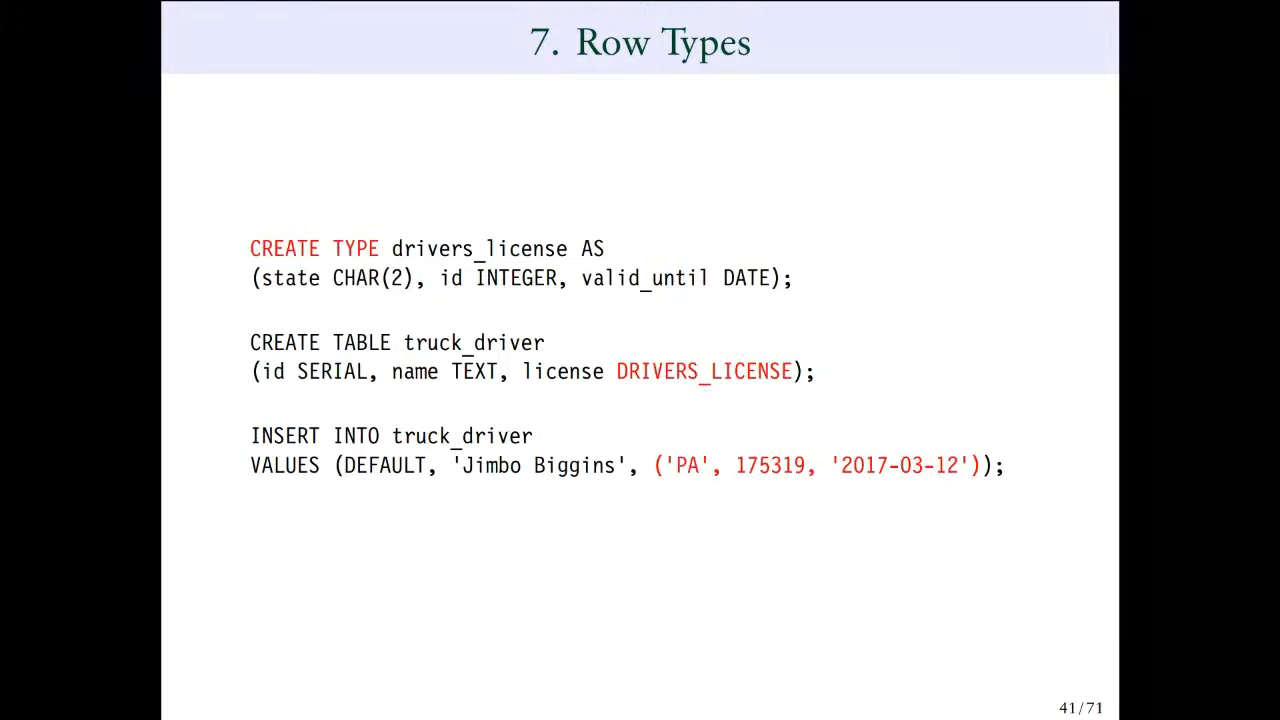 7. Row Types
CREATE TYPE drivers_license AS
(state CHAR(2), id INTEGER, valid_until DATE);
CREATE TABLE truck_driver
(id SERIAL, name TEXT, license DRIVERS_LICENSE);
INSERT INTO truck_driver
VALUES (DEFAULT, 'Jimbo Biggins', ('PA', 175319, '2017-03-12'));
41/71